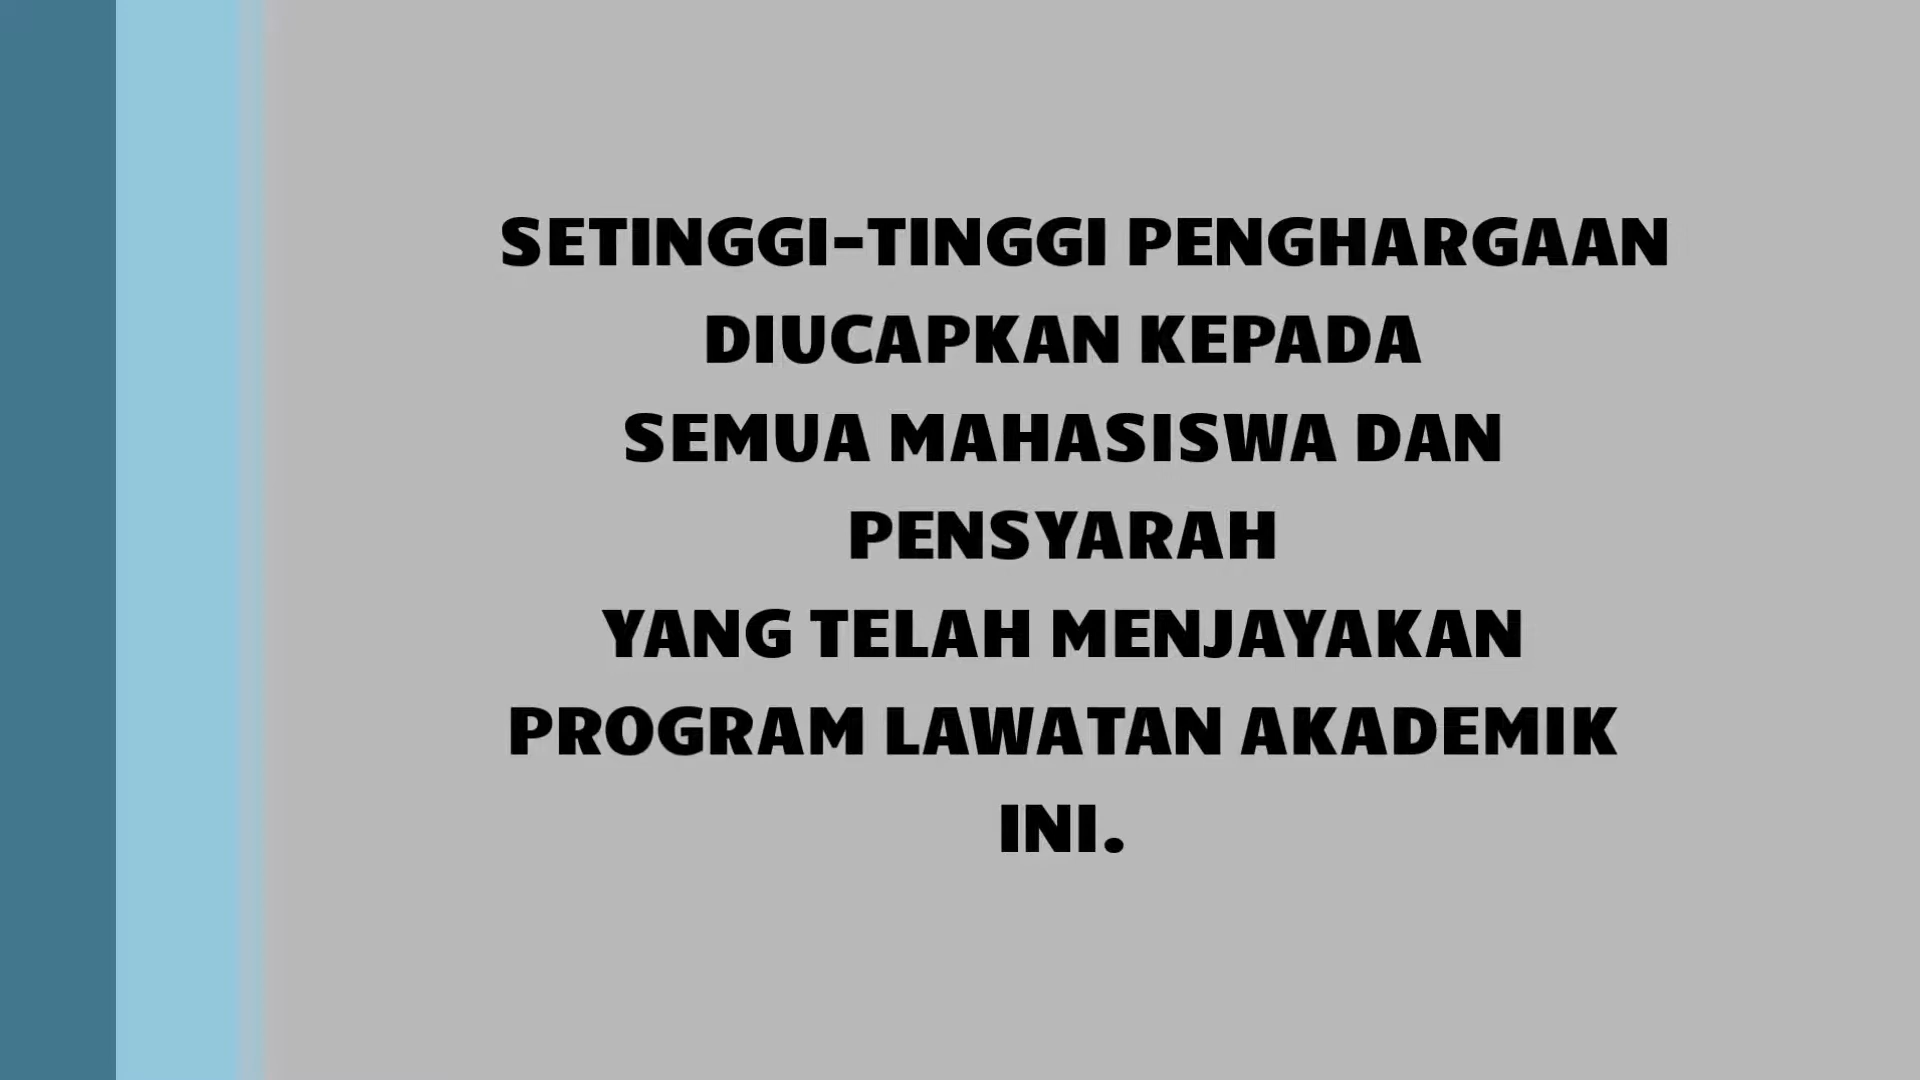 SETINGGI-TINGGI PENGHARGAAN
DIUCAPKAN KEPADA
SEMUA MAHASISWA DAN
PENSYARAH
YANG TELAH MENJAYAKAN
PROGRAM LAWATAN AKADEMIK
INI.